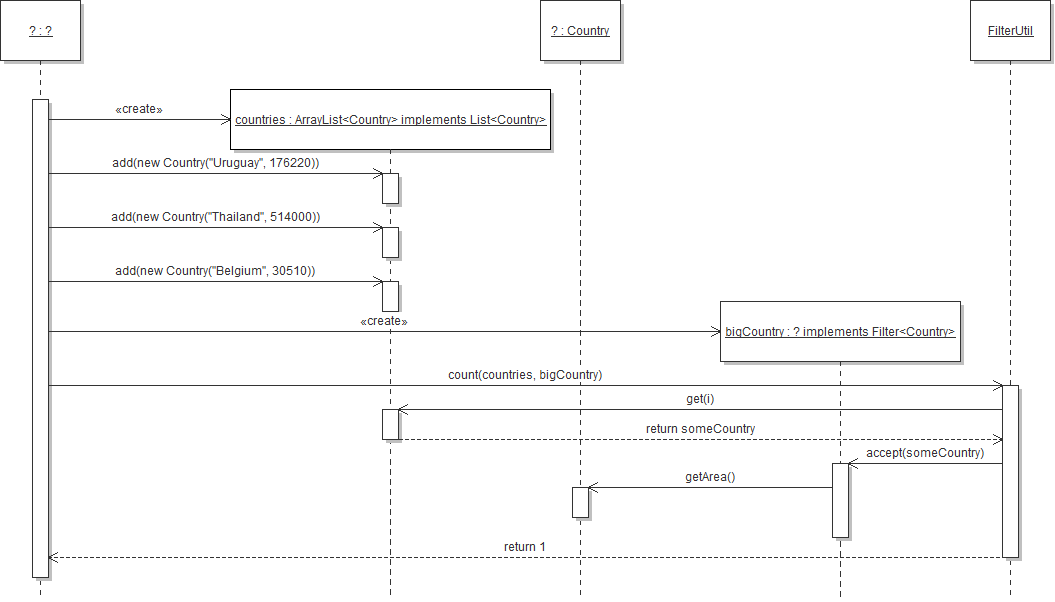 ? : ?
? : Country
FilterUtil
«create»
countries : ArrayList<Country> implements List<Country>
add(new Country("Uruguay", 176220))
add(new Country("Thailand", 514000))
add(new Country("Belgium", 30510))
«create»
bigCountry : ? implements Filter<Country>
count(countries, bigCountry)
get(i)
return someCountry
accept(someCountry)
getArea()
return 1